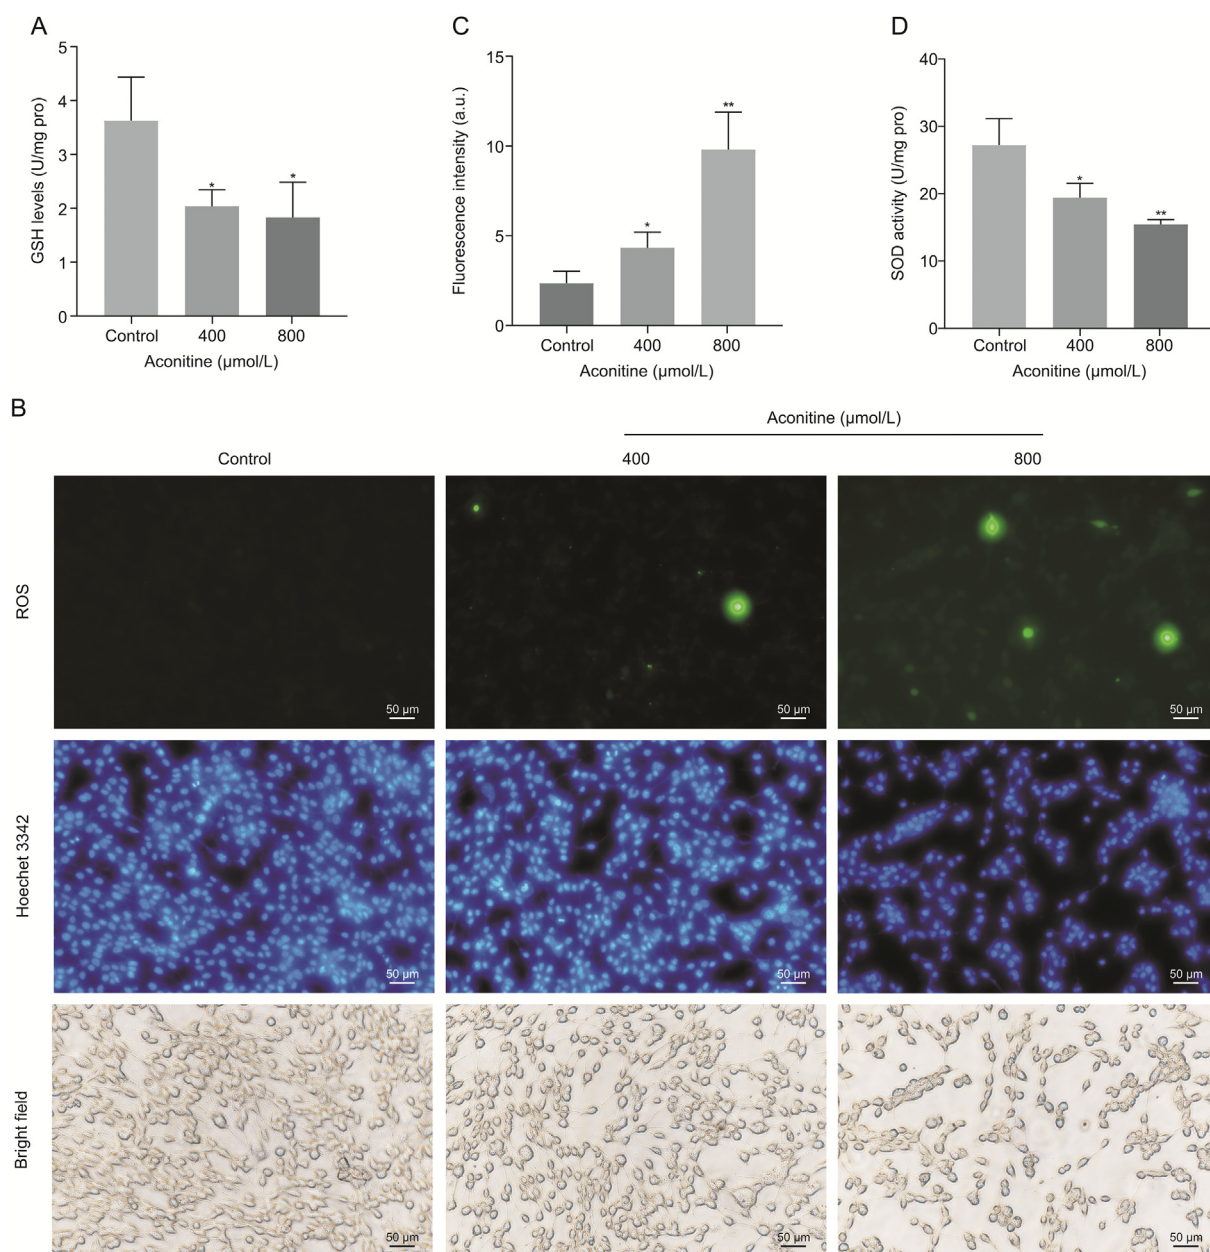 A
GSH levels (U/mg pro)
5
4
3
2
1
0
*
*
Control
400
800
Aconitine (µmol/L)
C
Fluorescence intensity (a.u.)
15
10
5
0
*
**
Control
400
800
Aconitine (µmol/L)
D
SOD activity (U/mg pro)
40
30
20
10
0
*
**
Control
400
800
Aconitine (µmol/L)
B
Aconitine (µmol/L)
Control
400
800
ROS
50 µm
50 µm
50 µm
Hoechet 3342
50 µm
50 µm
50 µm
Bright field
50 µm
50 µm
50 µm